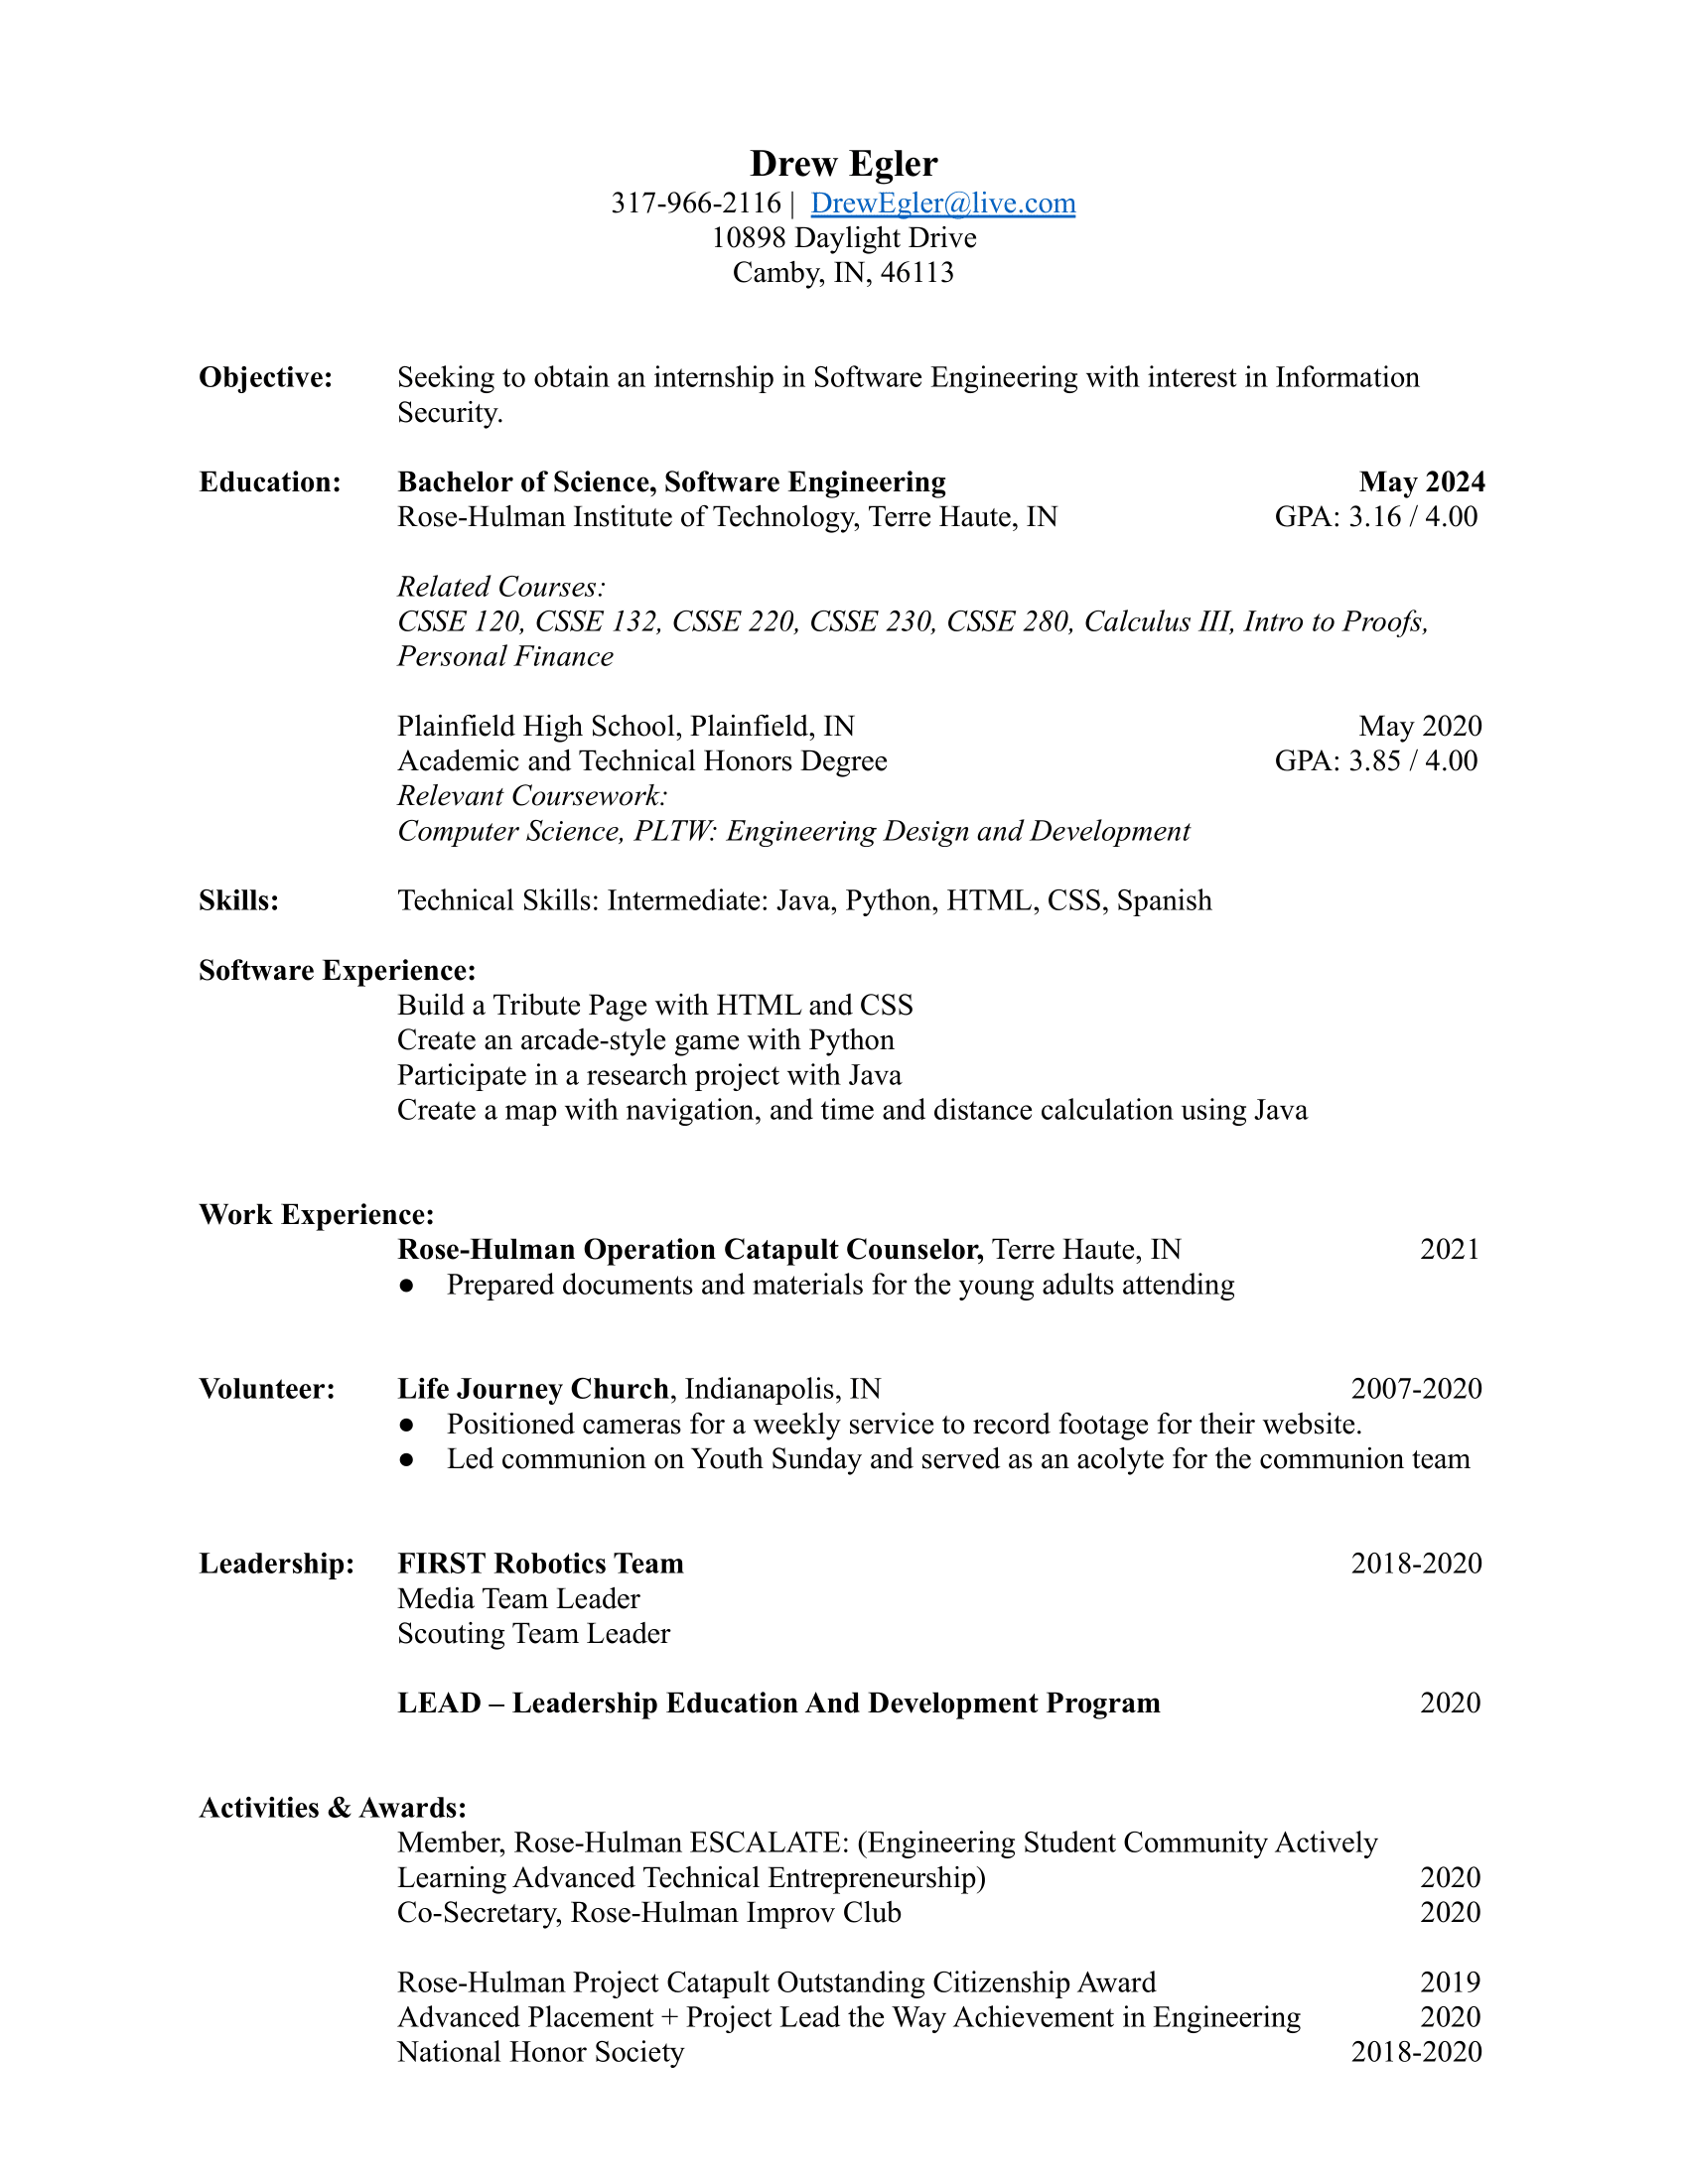 Drew Egler
317-966-2116 | DrewEgler@live.com
10898 Daylight Drive
Camby, IN, 46113
Objective: Seeking to obtain an internship in Software Engineering with interest in Information
Security.
Education: Bachelor of Science, Software Engineering May 2024
Rose-Hulman Institute of Technology, Terre Haute, IN GPA: 3.16 / 4.00
Related Courses:
CSSE 120, CSSE 132, CSSE 220, CSSE 230, CSSE 280, Calculus III, Intro to Proofs,
Personal Finance
Plainfield High School, Plainfield, IN May 2020
Academic and Technical Honors Degree GPA: 3.85 / 4.00
Relevant Coursework:
Computer Science, PLTW: Engineering Design and Development
Skills: Technical Skills: Intermediate: Java, Python, HTML, CSS, Spanish
Software Experience:
Build a Tribute Page with HTML and CSS
Create an arcade-style game with Python
Participate in a research project with Java
Create a map with navigation, and time and distance calculation using Java
Work Experience:
Rose-Hulman Operation Catapult Counselor, Terre Haute, IN 2021
● Prepared documents and materials for the young adults attending
Volunteer: Life Journey Church, Indianapolis, IN 2007-2020
● Positioned cameras for a weekly service to record footage for their website.
● Led communion on Youth Sunday and served as an acolyte for the communion team
Leadership: FIRST Robotics Team 2018-2020
Media Team Leader
Scouting Team Leader
LEAD – Leadership Education And Development Program 2020
Activities & Awards:
Member, Rose-Hulman ESCALATE: (Engineering Student Community Actively
Learning Advanced Technical Entrepreneurship) 2020
Co-Secretary, Rose-Hulman Improv Club 2020
Rose-Hulman Project Catapult Outstanding Citizenship Award 2019
Advanced Placement + Project Lead the Way Achievement in Engineering 2020
National Honor Society 2018-2020